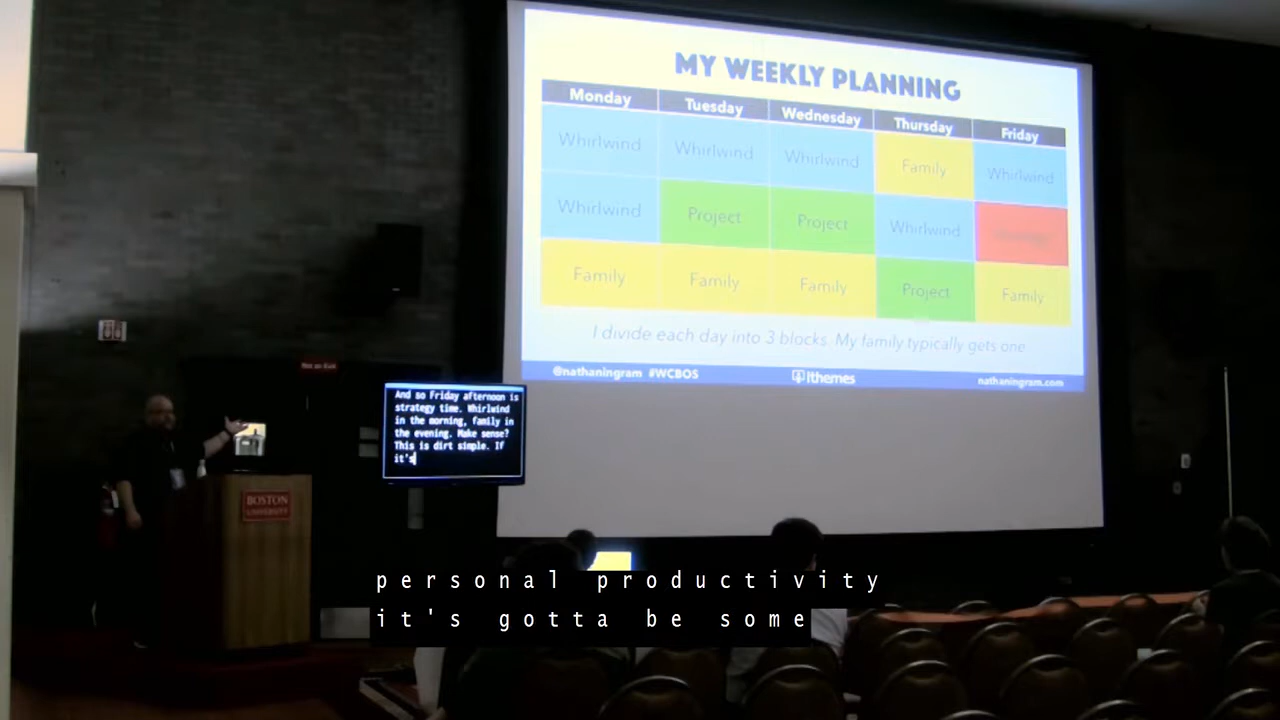 MY WEEKLY PLANNING
Monday Tuesday Wednesday Thursday Friday
Whirlwind Whirlwind Whirlwind Family Whirlwind
Whirlwind Project Project Whirlwind
Family Family Family Project Family
I divide each day into 3 blocks. My family typically gets one
@nathaningram #WCBOS iThemes nathaningram.com
Not an Exit
And so Friday afternoon is
strategy time. Whirlwind
in the morning, family in
the evening. Make sense?
This is dirt simple. If
it's
BOSTON
UNIVERSITY
personal productivity
it's gotta be some